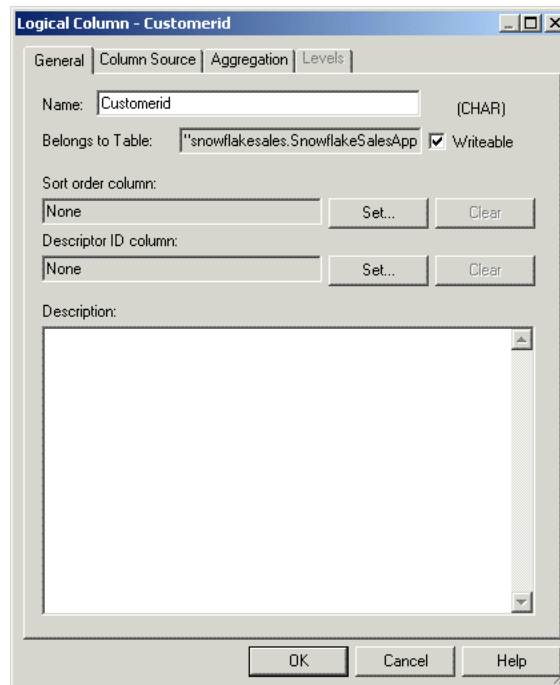 Logical Column - Customerid
General Column Source Aggregation Levels
Name: Customerid (CHAR)
Belongs to Table: "snowflakesales.SnowflakeSalesApp Writeable
Sort order column:
None Set... Clear
Descriptor ID column:
None Set... Clear
Description:
OK Cancel Help